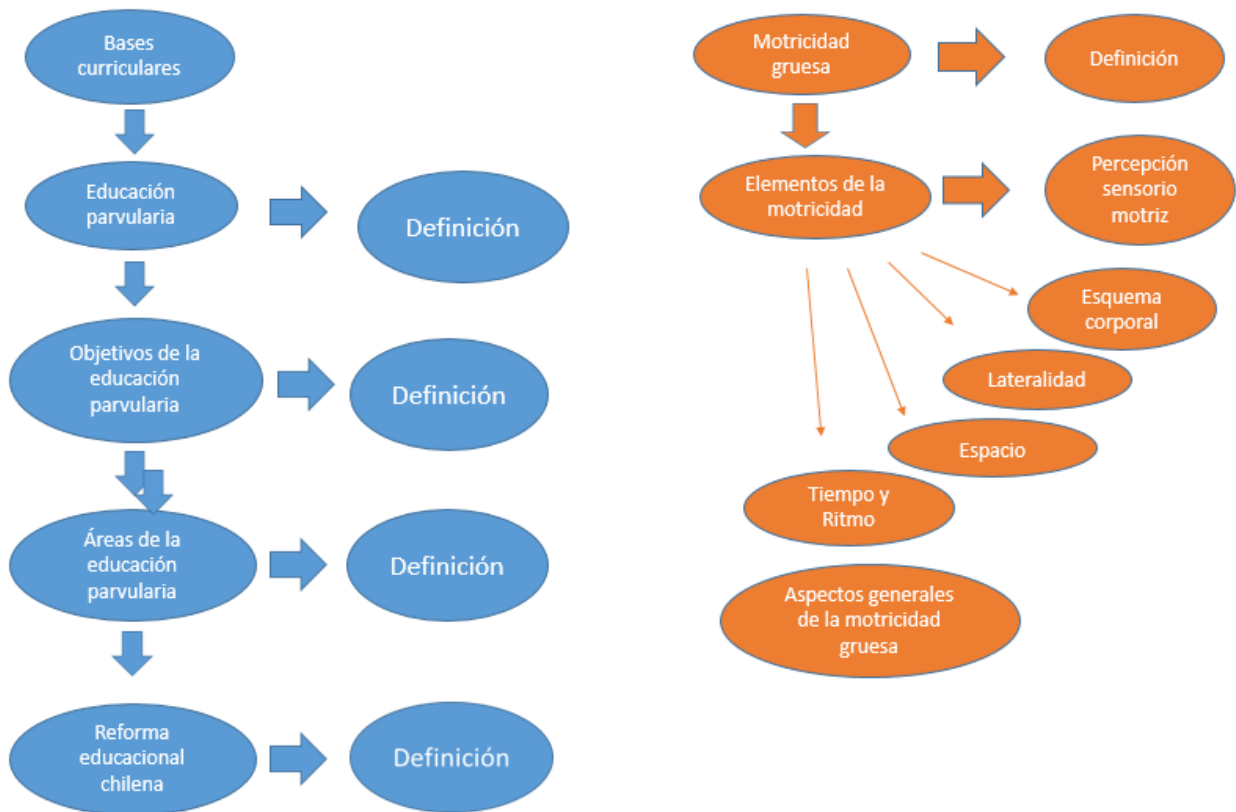 Bases
curriculares
Educación
parvularia
Definición
Objetivos de la
educación
parvularia
Definición
Áreas de la
educación
parvularia
Definición
Reforma
educacional
chilena
Definición
Motricidad
gruesa
Definición
Elementos de la
motricidad
Percepción
sensorio
motriz
Esquema
corporal
Lateralidad
Espacio
Tiempo y
Ritmo
Aspectos generales
de la motricidad
gruesa